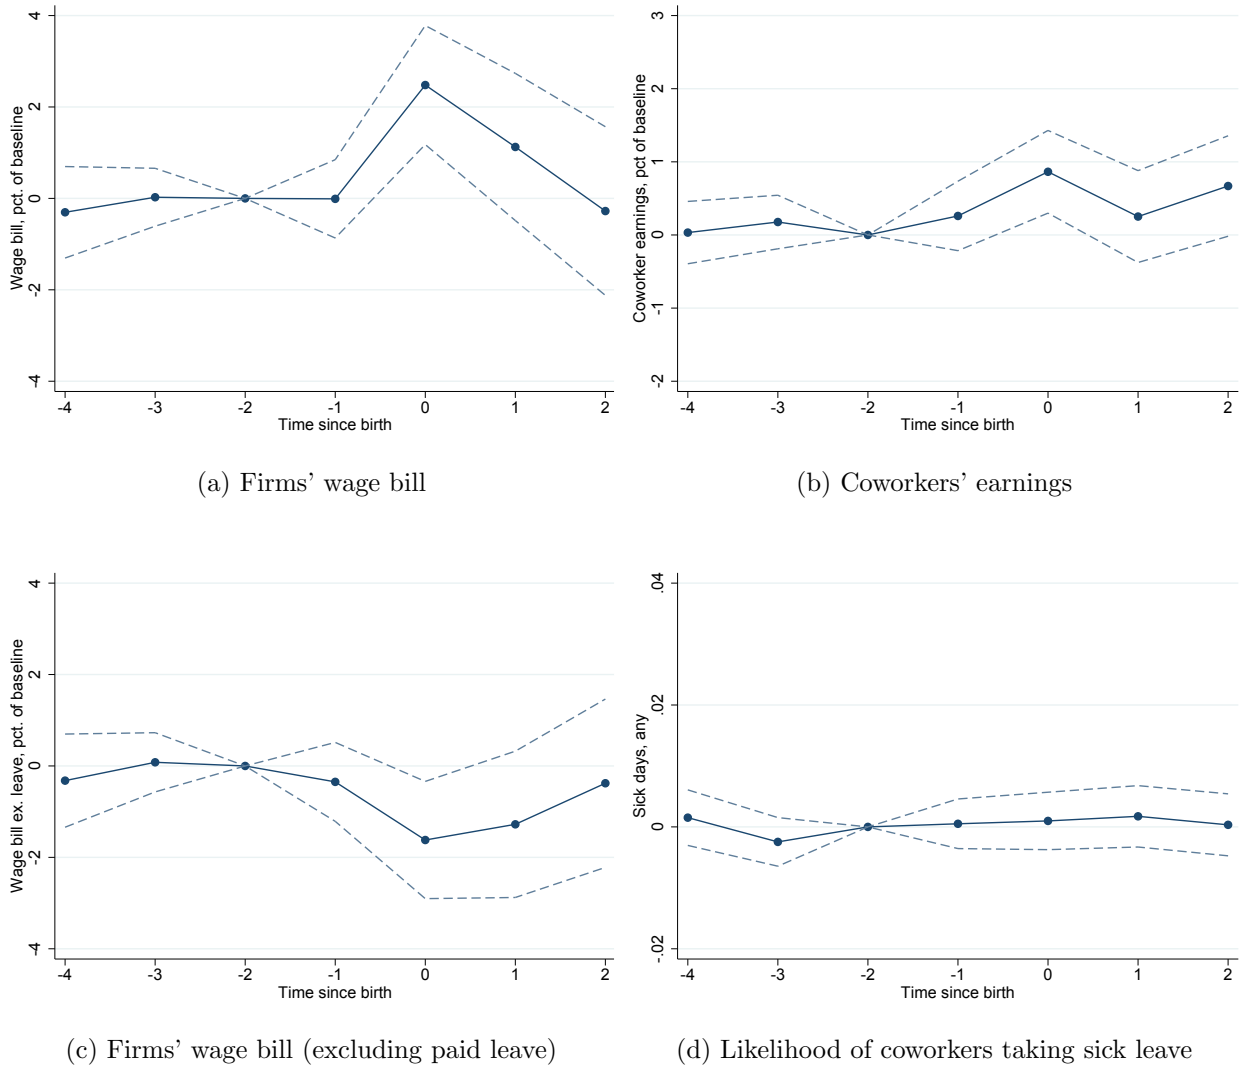 4
2
0
-2
-4
Wage bill, pct. of baseline
-4 -3 -2 -1 0 1 2
Time since birth
(a) Firms' wage bill
3
2
1
0
-1
-2
Coworker earnings, pct of baseline
-4 -3 -2 -1 0 1 2
Time since birth
(b) Coworkers' earnings
4
2
0
-2
-4
Wage bill ex. leave, pct. of baseline
-4 -3 -2 -1 0 1 2
Time since birth
(c) Firms' wage bill (excluding paid leave)
.04
.02
0
-.02
Sick days, any
-4 -3 -2 -1 0 1 2
Time since birth
(d) Likelihood of coworkers taking sick leave